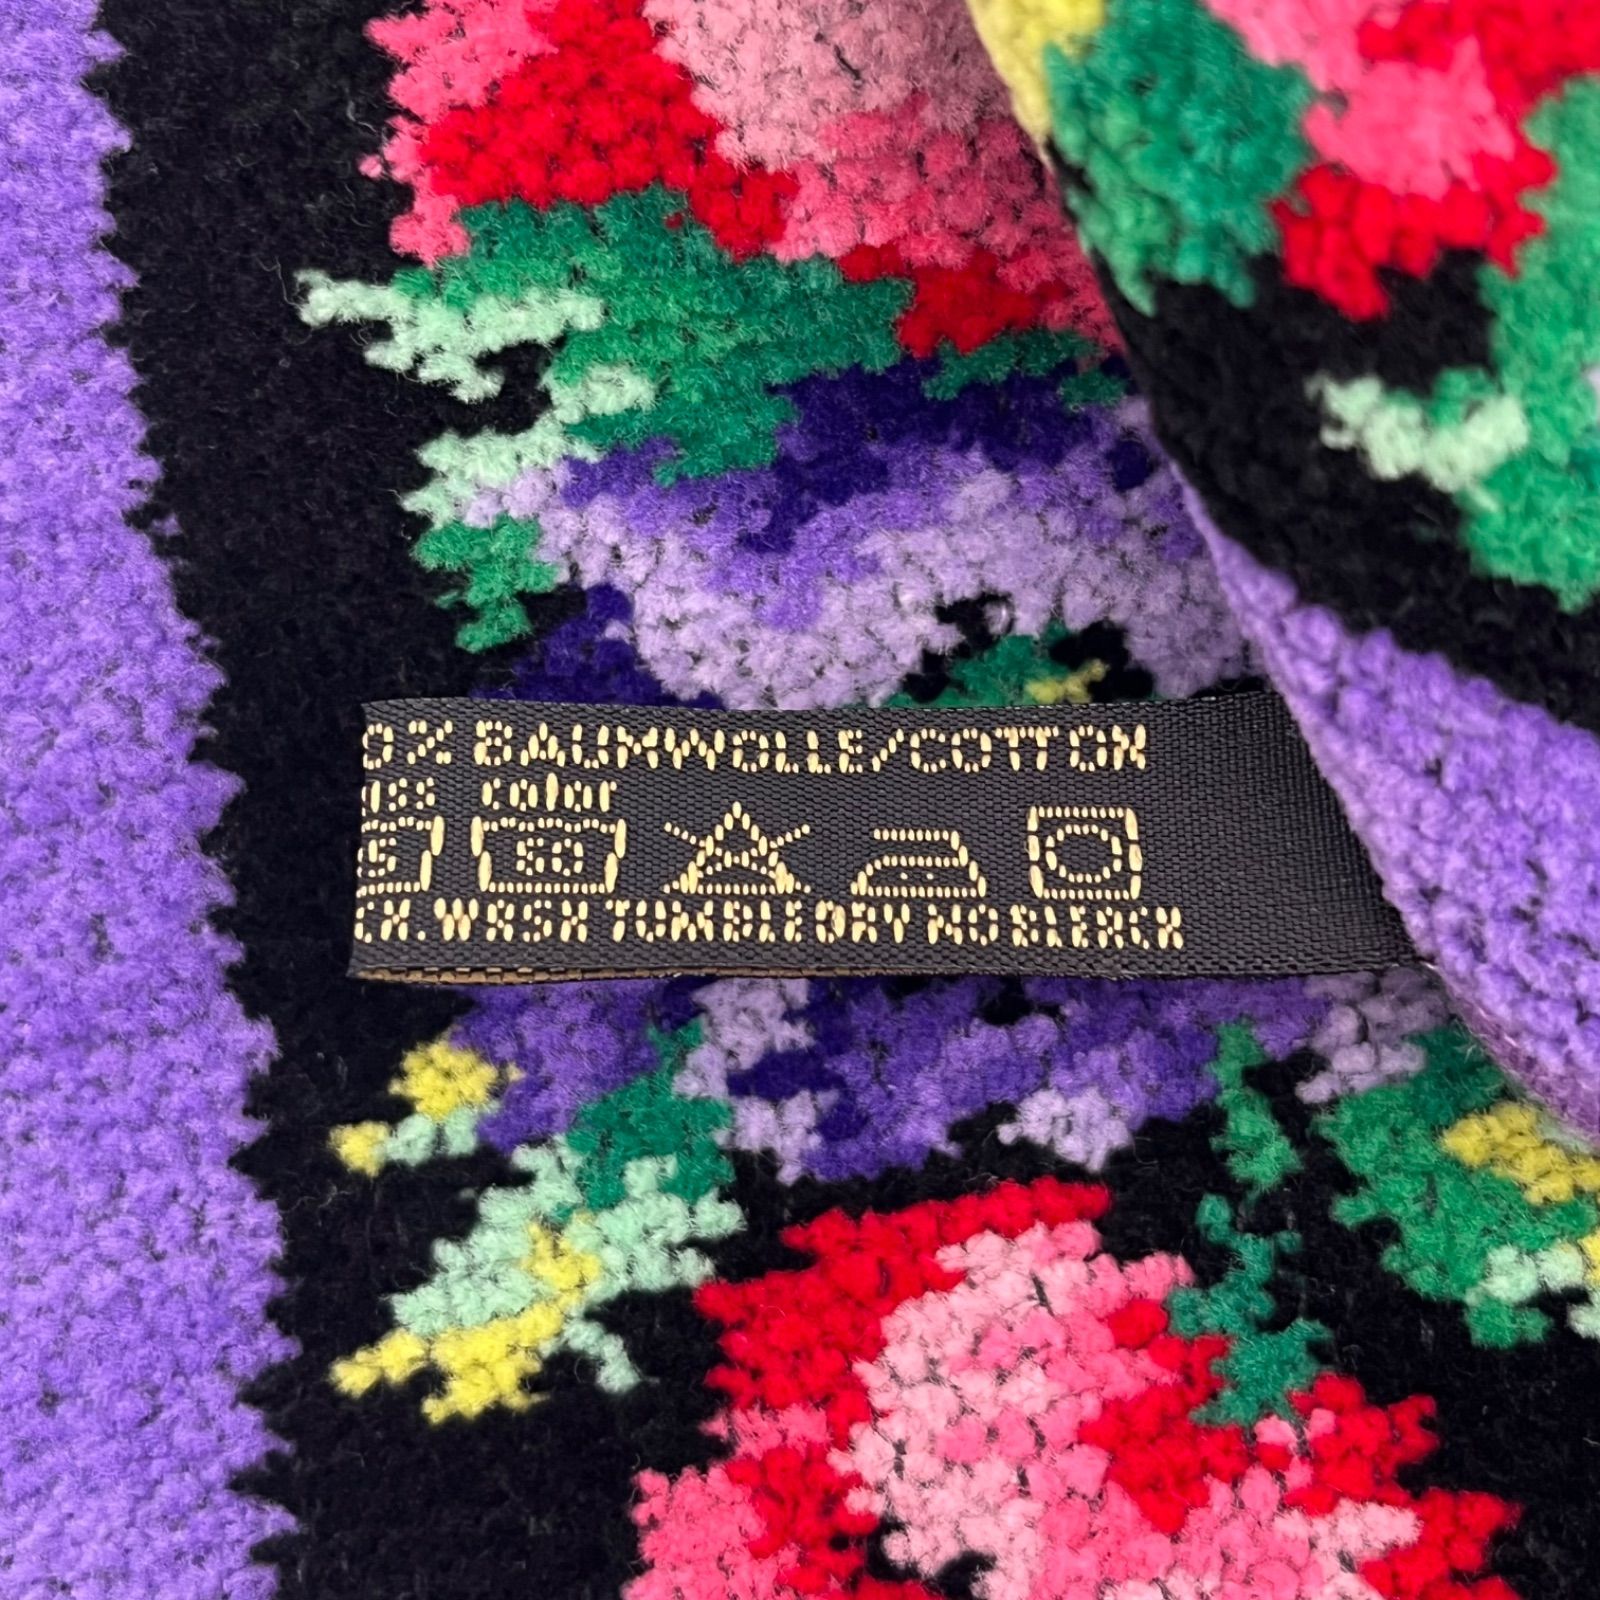 0% BAUMWOLLE/COTTON
color
60
WASH TUMBLE DRY NO BLEACH